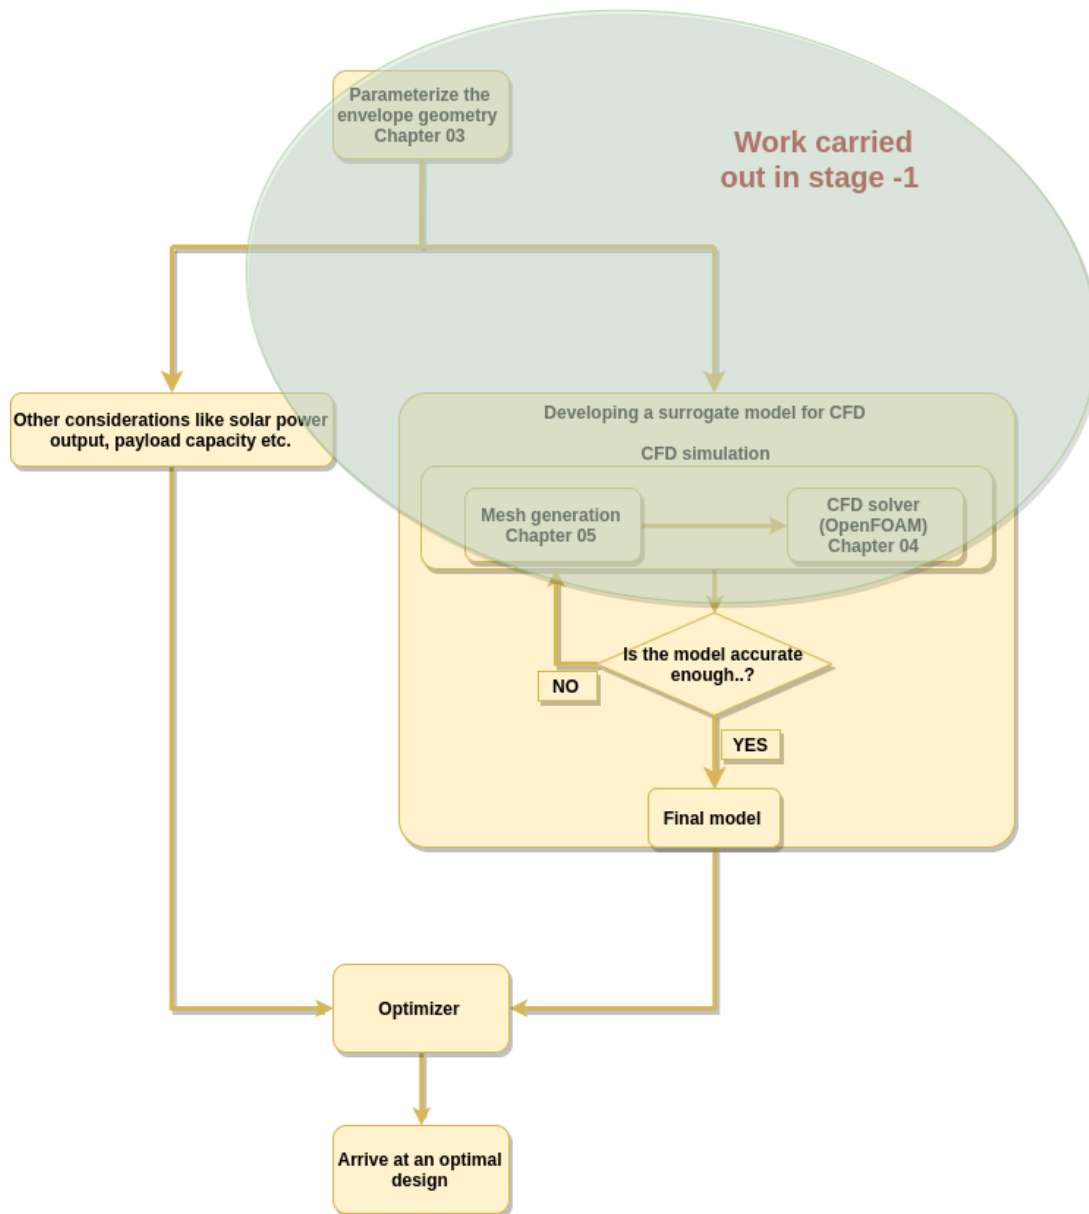 Parameterize the
envelope geometry
Chapter 03
Work carried
out in stage -1
Other considerations like solar power
output, payload capacity etc.
Developing a surrogate model for CFD
CFD simulation
Mesh generation
Chapter 05
CFD solver
(OpenFOAM)
Chapter 04
Is the model accurate
enough..?
NO
YES
Final model
Optimizer
Arrive at an optimal
design